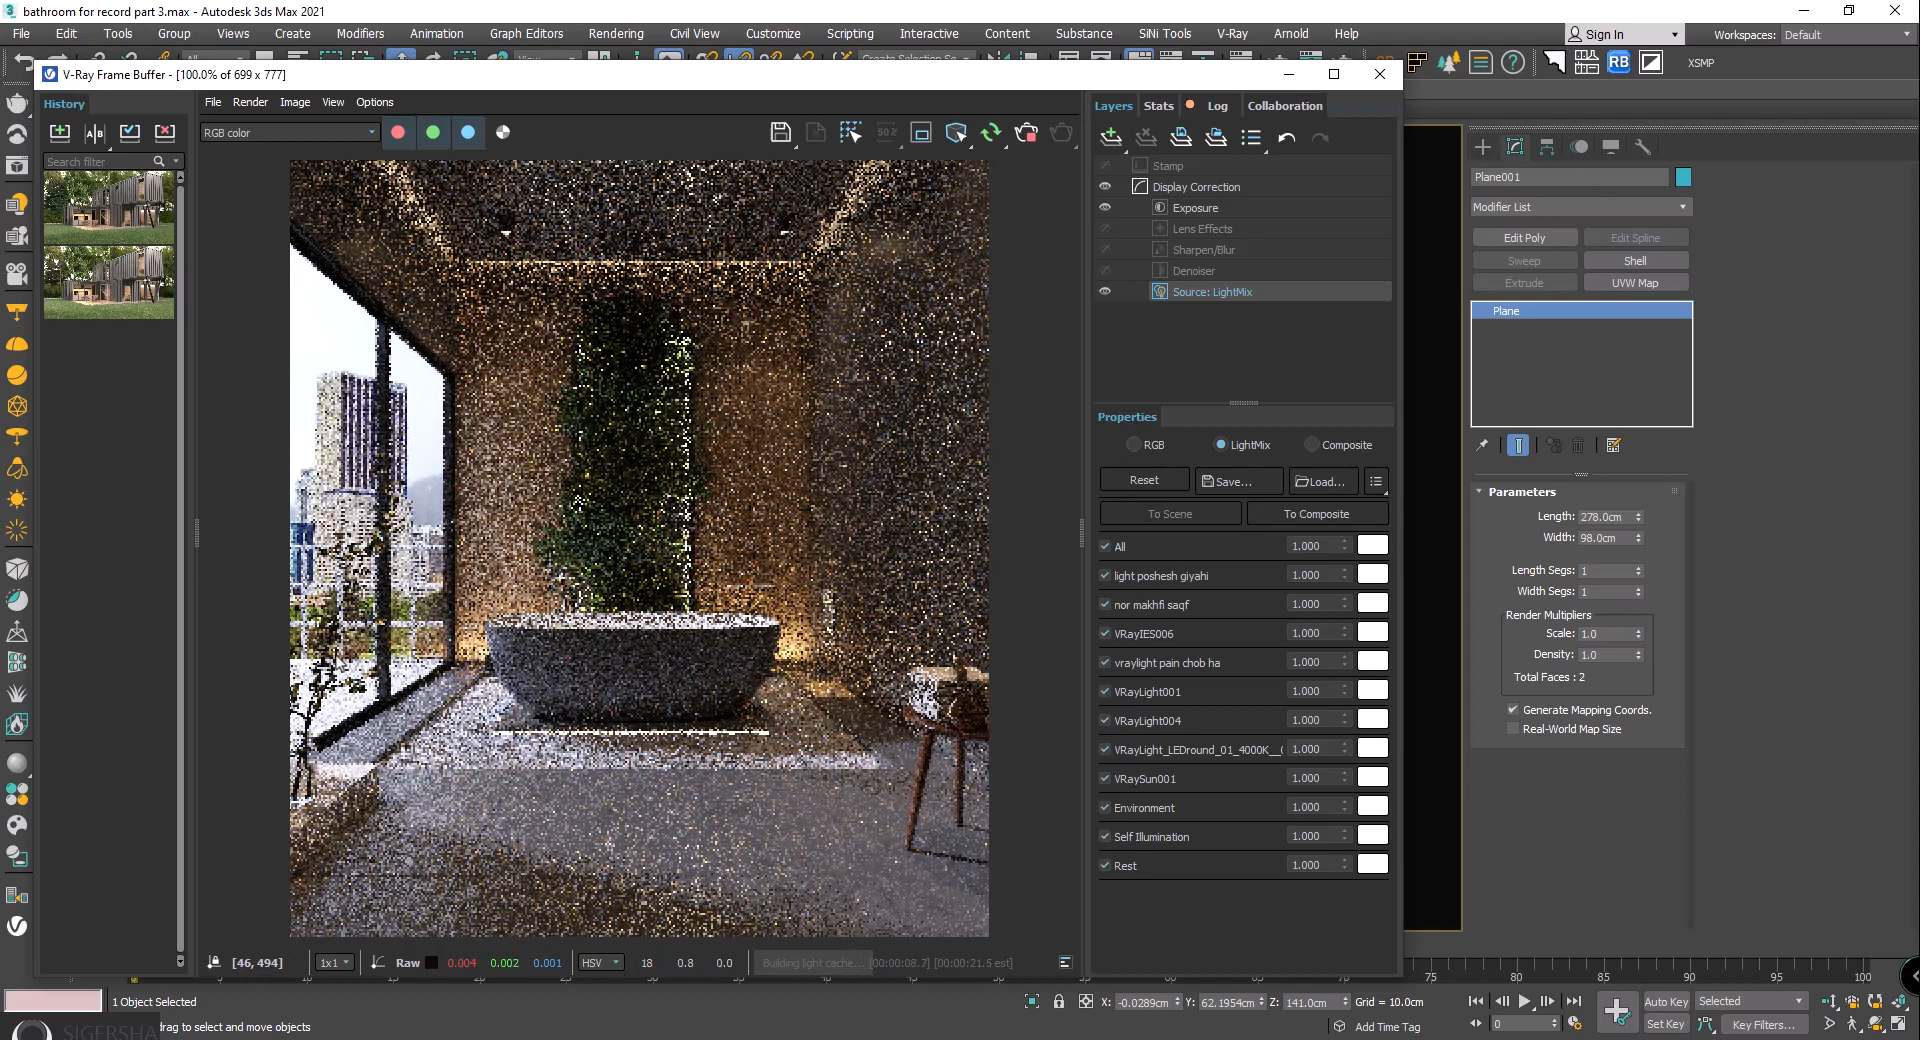 bathroom for record part 3.max - Autodesk 3ds Max 2021
File Edit Tools Group Views Create Modifiers Animation Graph Editors Rendering Civil View Customize Scripting Interactive Content Substance SiNi Tools V-Ray Arnold Help
Sign In
Workspaces: Default
RB
XSMP
V-Ray Frame Buffer - [100.0% of 699 x 777]
History
Search filter
File Render Image View Options
RGB color
50%
Layers Stats Log Collaboration
Stamp
Display Correction
Exposure
Lens Effects
Sharpen/Blur
Denoiser
Source: LightMix
Properties
RGB LightMix Composite
Reset Save... Load...
To Scene To Composite
All 1.000
light poshesh giyahi 1.000
nor makhfi saqf 1.000
VRayIES006 1.000
vraylight pain chob ha 1.000
VRayLight001 1.000
VRayLight004 1.000
VRayLight_LEDround_01_4000K__ 1.000
VRaySun001 1.000
Environment 1.000
Self Illumination 1.000
Rest 1.000
[46, 494] 1x1 Raw 0.004 0.002 0.001 HSV 18 0.8 0.0 Building light cache... [00:00:08.7] [00:00:21.5 est]
Plane001
Modifier List
Edit Poly Edit Spline
Sweep Shell
Extrude UVW Map
Plane
Parameters
Length: 278.0cm
Width: 98.0cm
Length Segs: 1
Width Segs: 1
Render Multipliers
Scale: 1.0
Density: 1.0
Total Faces : 2
Generate Mapping Coords.
Real-World Map Size
75 80 85 90 95 100
1 Object Selected
X: -0.0289cm Y: 62.1954cm Z: 141.0cm Grid = 10.0cm
Auto Key Selected
drag to select and move objects
SIGERSHA
Add Time Tag
0
Set Key Key Filters...